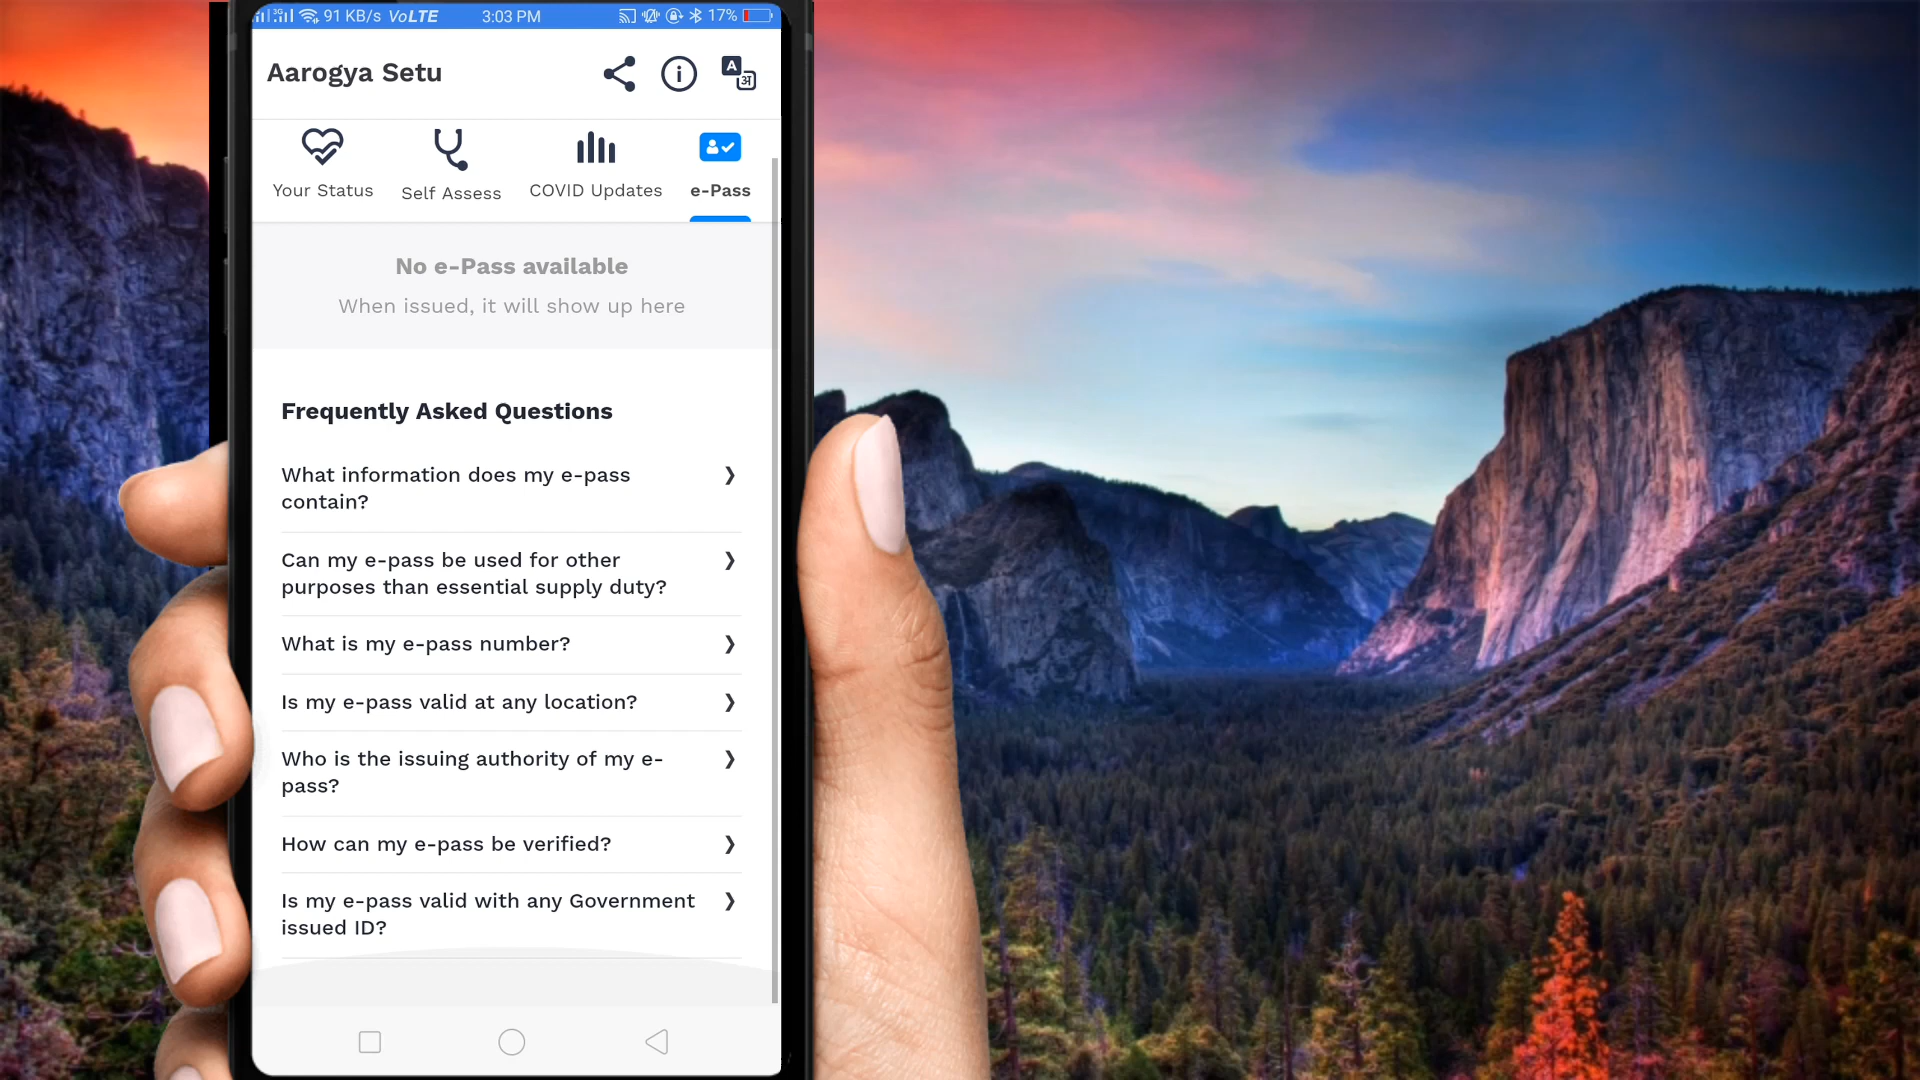 3G 91 KB/s VoLTE 3:03 PM 17%
Aarogya Setu
A अ
Your Status Self Assess COVID Updates e-Pass
No e-Pass available
When issued, it will show up here
Frequently Asked Questions
What information does my e-pass
contain?
Can my e-pass be used for other
purposes than essential supply duty?
What is my e-pass number?
Is my e-pass valid at any location?
Who is the issuing authority of my e-
pass?
How can my e-pass be verified?
Is my e-pass valid with any Government
issued ID?